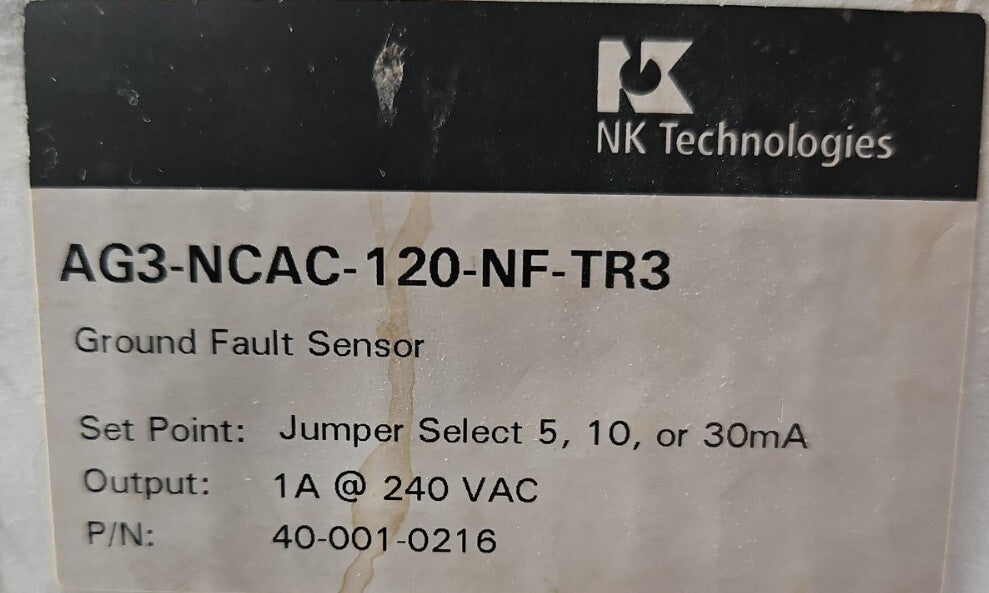 NK
NK Technologies
AG3-NCAC-120-NF-TR3
Ground Fault Sensor
Set Point: Jumper Select 5, 10, or 30mA
Output: 1A @ 240 VAC
P/N: 40-001-0216